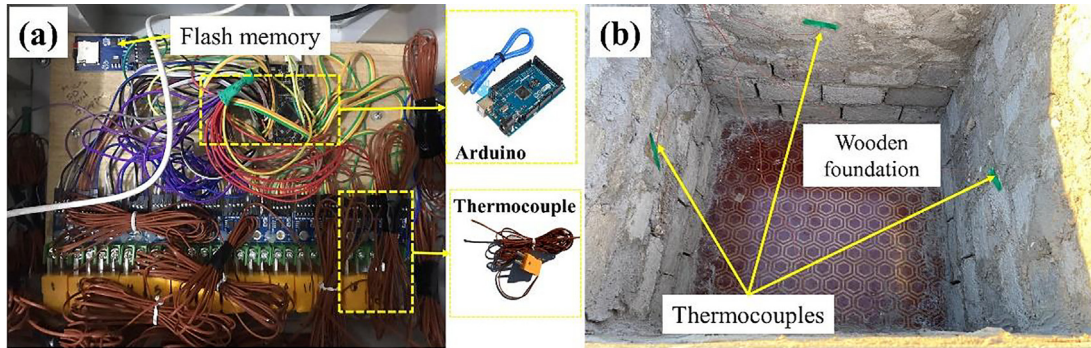 (a)
Flash memory
Arduino
Thermocouple
(b)
Wooden
foundation
Thermocouples